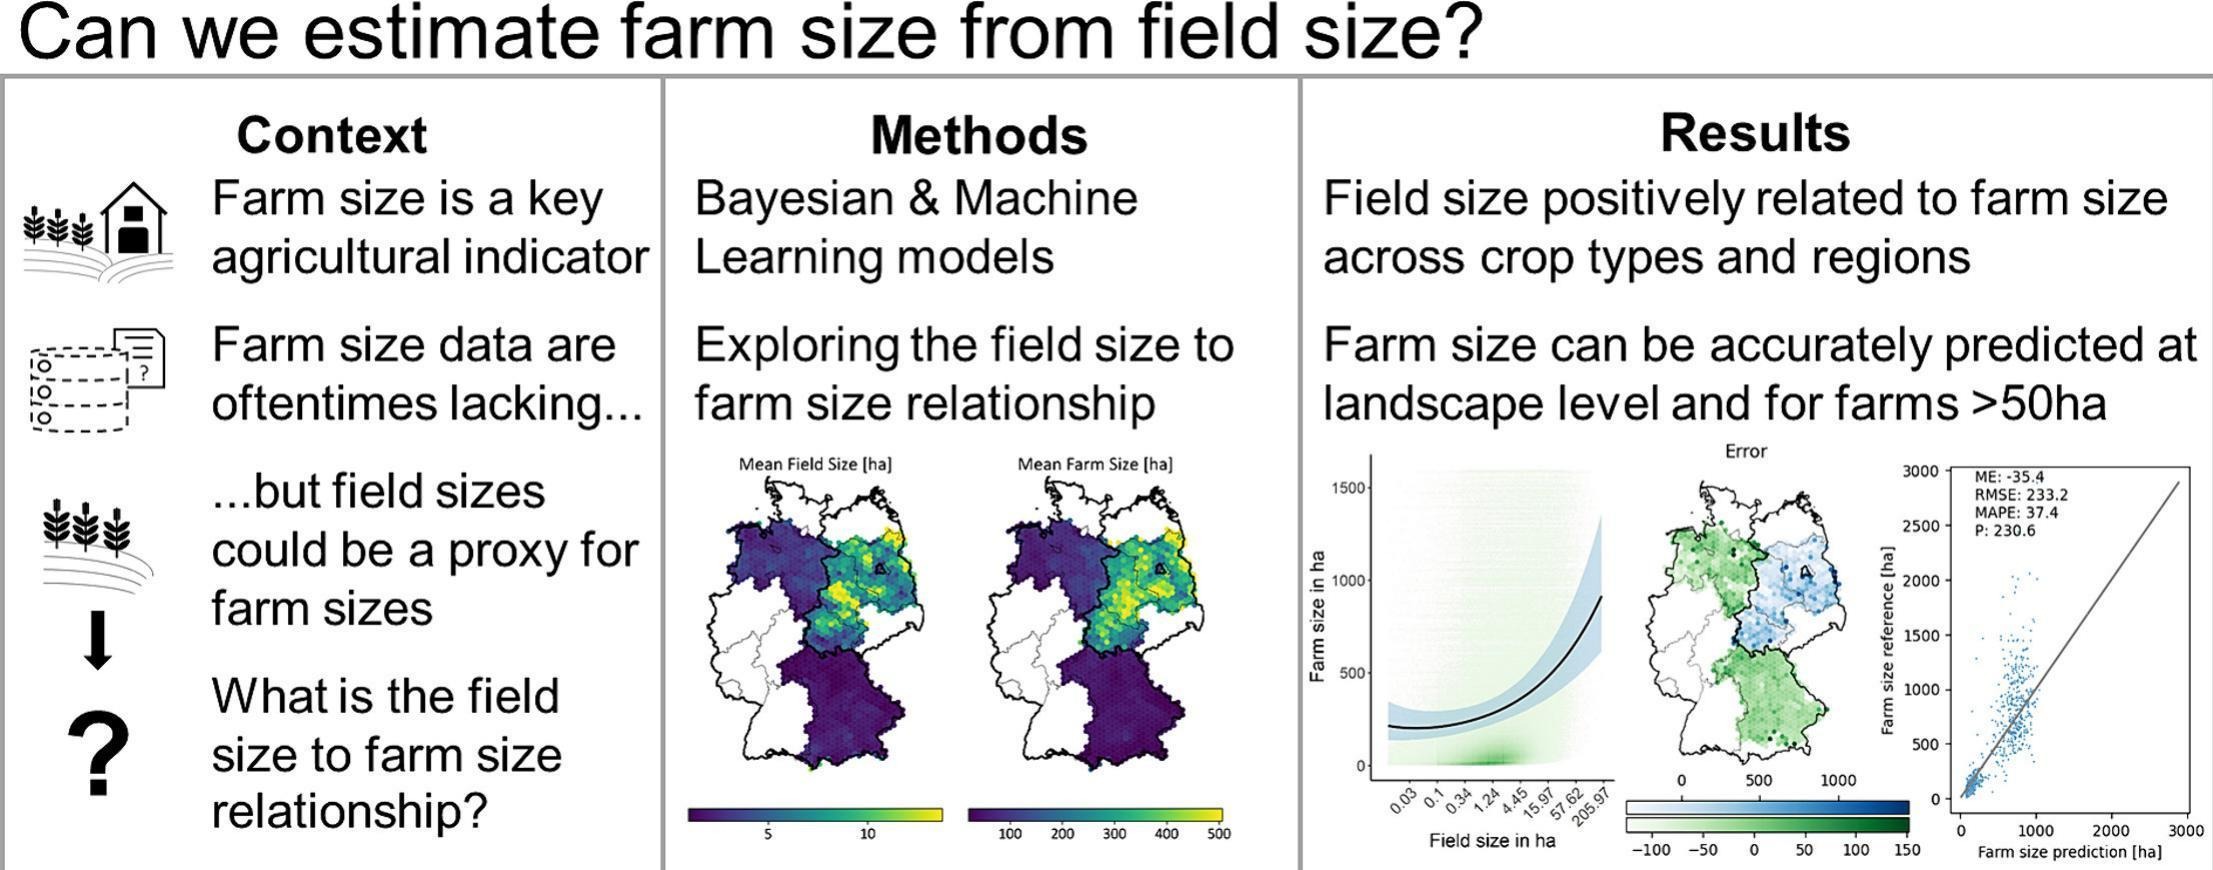 Can we estimate farm size from field size?
Context
Farm size is a key
agricultural indicator
Farm size data are
oftentimes lacking...
?
...but field sizes
could be a proxy for
farm sizes
?
What is the field
size to farm size
relationship?
Methods
Bayesian & Machine
Learning models
Exploring the field size to
farm size relationship
Mean Field Size [ha]
5 10
Mean Farm Size [ha]
100 200 300 400 500
Results
Field size positively related to farm size
across crop types and regions
Farm size can be accurately predicted at
landscape level and for farms >50ha
Farm size in ha
1500
1000
500
0
0.03 0.1 0.34 1.24 4.45 15.97 57.62 205.97
Field size in ha
Error
0 500 1000
−100 −50 0 50 100 150
Farm size reference [ha]
3000
2500
2000
1500
1000
500
0
ME: -35.4
RMSE: 233.2
MAPE: 37.4
P: 230.6
0 1000 2000 3000
Farm size prediction [ha]